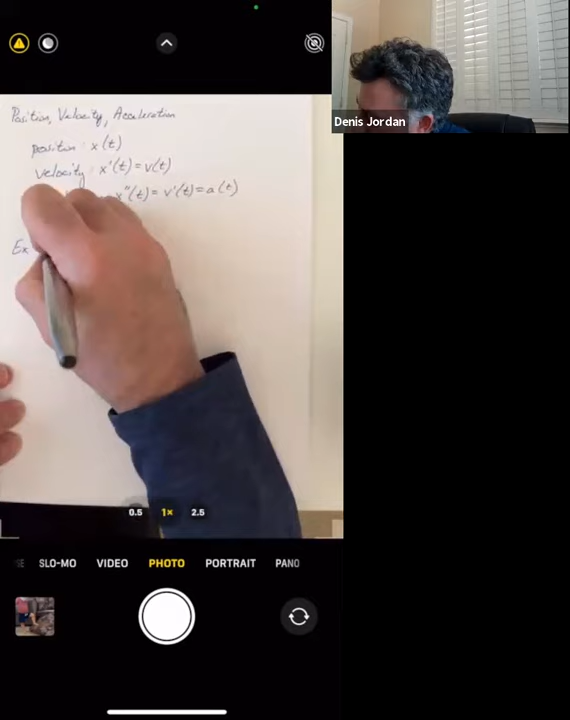 Denis Jordan
Position, Velocity, Acceleration
position : x(t)
velocity : x'(t) = v(t)
x"(t) = v'(t) = a(t)
Ex
0.5 1× 2.5
SLO-MO VIDEO PHOTO PORTRAIT PANO